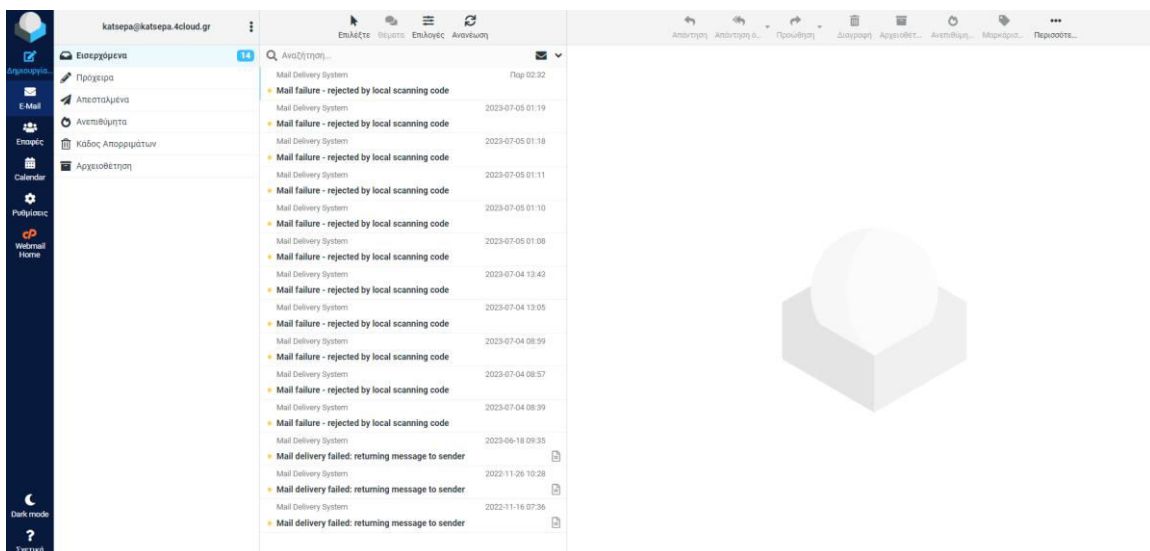 katsepa@katsepa.4cloud.gr
Επιλέξτε Θέματα Επιλογές Ανανέωση
Απάντηση Απάντηση σ... Προώθηση Διαγραφή Αρχειοθέτ... Ανεπιθύμη... Μαρκάρισ... Περισσότε...
Δημιουργία...
E-Mail
Επαφές
Calendar
Ρυθμίσεις
Webmail
Home
Dark mode
Σχετικά
Εισερχόμενα 14
Πρόχειρα
Απεσταλμένα
Ανεπιθύμητα
Κάδος Απορριμάτων
Αρχειοθέτηση
Αναζήτηση...
Mail Delivery System Παρ 02:32
Mail failure - rejected by local scanning code
Mail Delivery System 2023-07-05 01:19
Mail failure - rejected by local scanning code
Mail Delivery System 2023-07-05 01:18
Mail failure - rejected by local scanning code
Mail Delivery System 2023-07-05 01:11
Mail failure - rejected by local scanning code
Mail Delivery System 2023-07-05 01:10
Mail failure - rejected by local scanning code
Mail Delivery System 2023-07-05 01:08
Mail failure - rejected by local scanning code
Mail Delivery System 2023-07-04 13:43
Mail failure - rejected by local scanning code
Mail Delivery System 2023-07-04 13:05
Mail failure - rejected by local scanning code
Mail Delivery System 2023-07-04 08:59
Mail failure - rejected by local scanning code
Mail Delivery System 2023-07-04 08:57
Mail failure - rejected by local scanning code
Mail Delivery System 2023-07-04 08:39
Mail failure - rejected by local scanning code
Mail Delivery System 2023-06-18 09:35
Mail delivery failed: returning message to sender
Mail Delivery System 2022-11-26 10:28
Mail delivery failed: returning message to sender
Mail Delivery System 2022-11-16 07:36
Mail delivery failed: returning message to sender